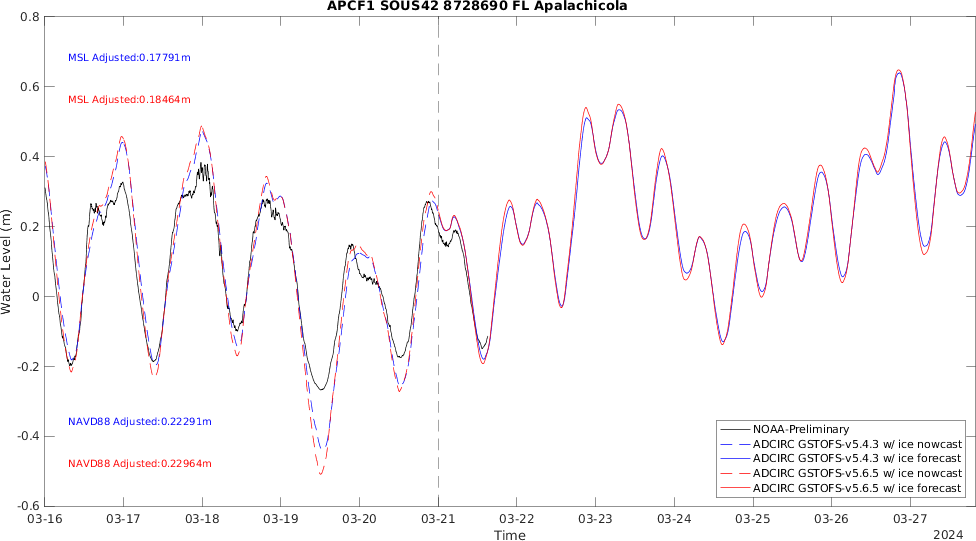 APCF1 SOUS42 8728690 FL Apalachicola
0.8
0.6
0.4
0.2
0
-0.2
-0.4
-0.6
Water Level (m)
MSL Adjusted:0.17791m
MSL Adjusted:0.18464m
NAVD88 Adjusted:0.22291m
NAVD88 Adjusted:0.22964m
NOAA-Preliminary
ADCIRC GSTOFS-v5.4.3 w/ ice nowcast
ADCIRC GSTOFS-v5.4.3 w/ ice forecast
ADCIRC GSTOFS-v5.6.5 w/ ice nowcast
ADCIRC GSTOFS-v5.6.5 w/ ice forecast
03-16 03-17 03-18 03-19 03-20 03-21 03-22 03-23 03-24 03-25 03-26 03-27
Time
2024